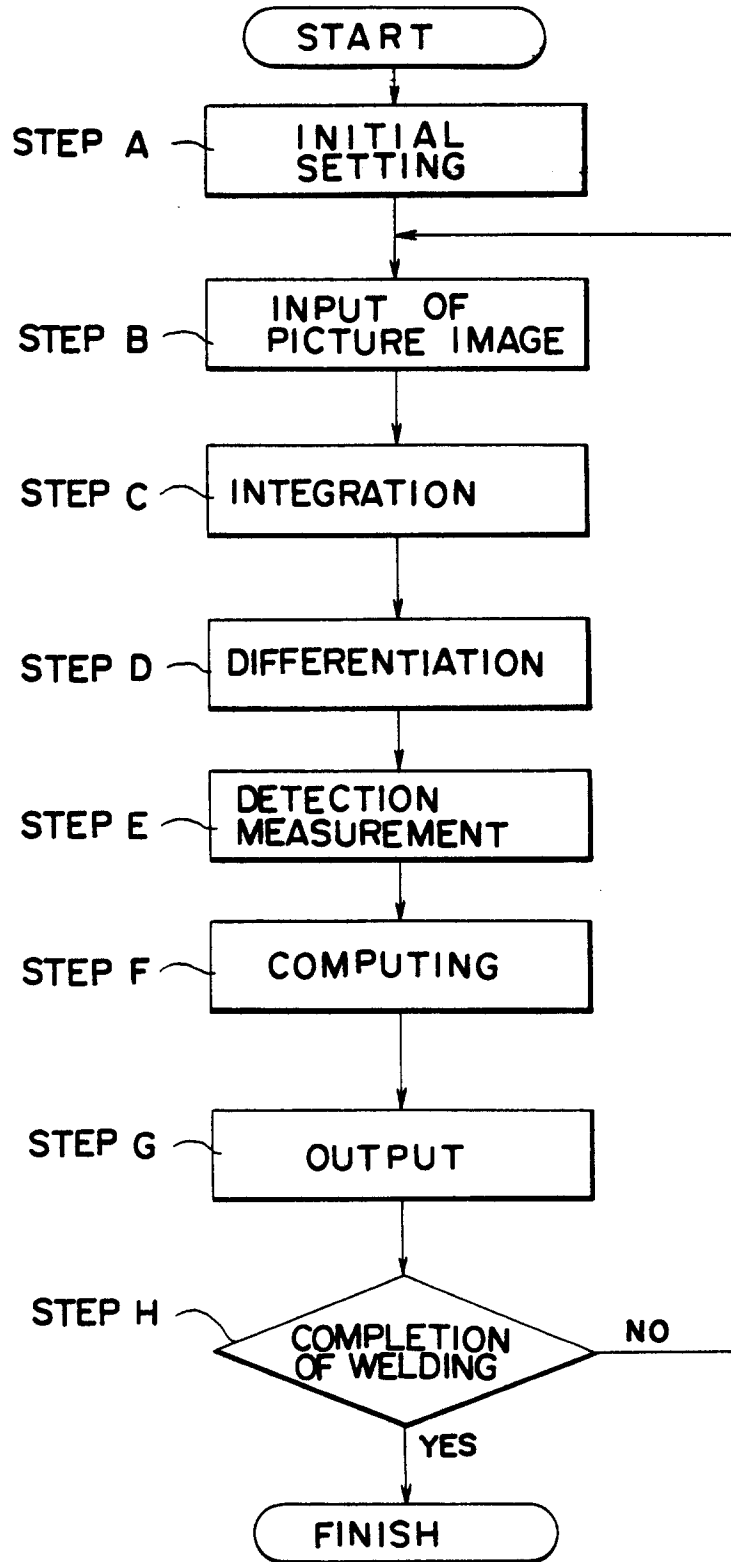 START
STEP A
INITIAL
SETTING
STEP B
INPUT OF
PICTURE IMAGE
STEP C
INTEGRATION
STEP D
DIFFERENTIATION
STEP E
DETECTION
MEASUREMENT
STEP F
COMPUTING
STEP G
OUTPUT
STEP H
COMPLETION
OF WELDING
NO
YES
FINISH